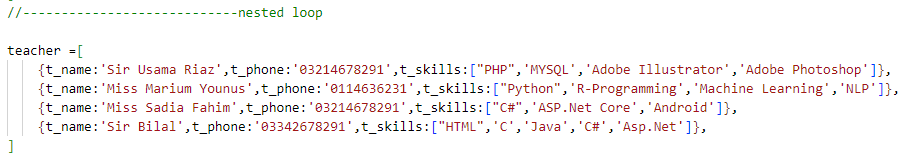 //----------------------------nested loop
teacher =[
{t_name:'Sir Usama Riaz',t_phone:'03214678291',t_skills:["PHP",'MYSQL','Adobe Illustrator','Adobe Photoshop']},
{t_name:'Miss Marium Younus',t_phone:'0114636231',t_skills:["Python",'R-Programming','Machine Learning','NLP']},
{t_name:'Miss Sadia Fahim',t_phone:'03214678291',t_skills:["C#",'ASP.Net Core','Android']},
{t_name:'Sir Bilal',t_phone:'03342678291',t_skills:["HTML",'C','Java','C#','Asp.Net']},
]